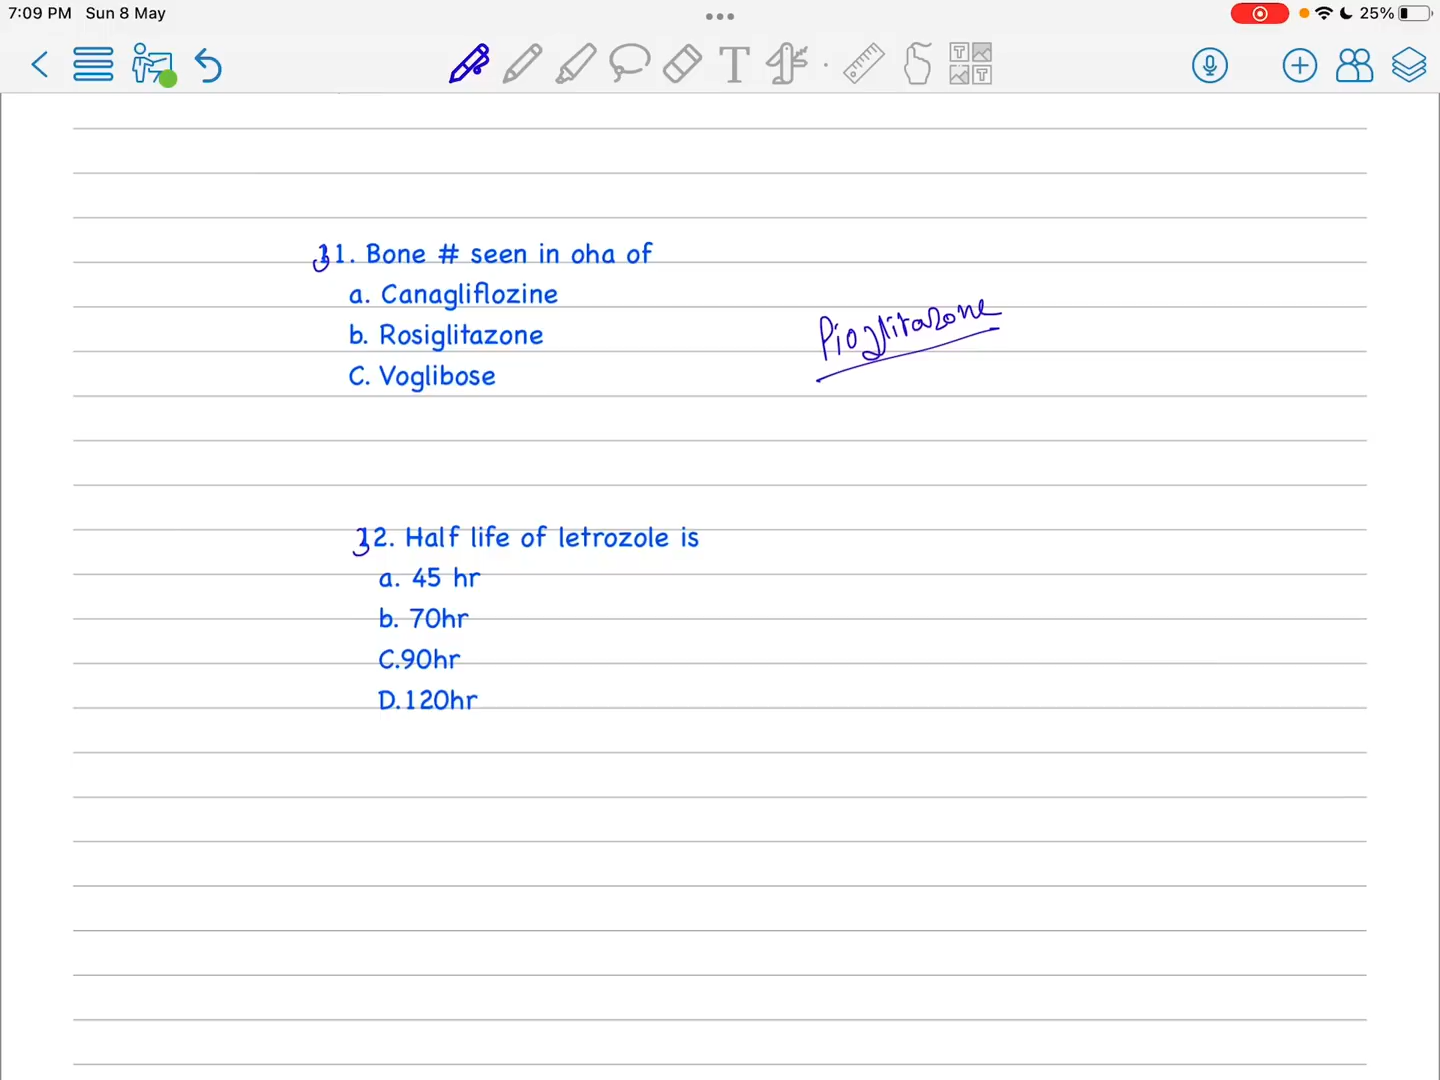 7:09 PM Sun 8 May
25%
31. Bone # seen in oha of
a. Canagliflozine
b. Rosiglitazone
C. Voglibose
Pioglitazone
32. Half life of letrozole is
a. 45 hr
b. 70hr
C.90hr
D.120hr